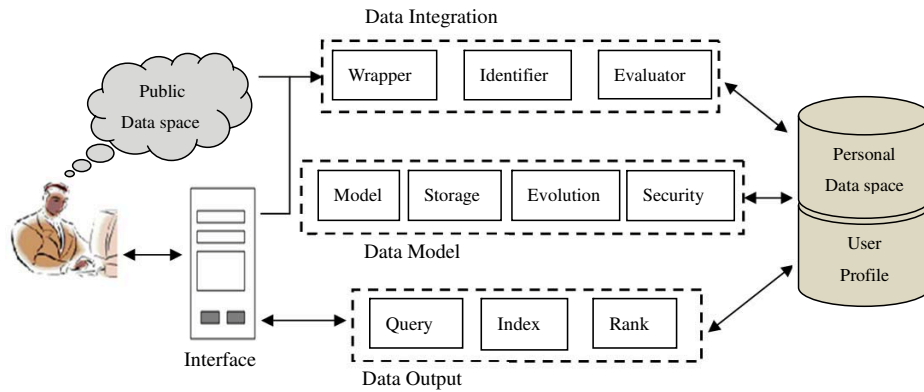 Data Integration
Wrapper
Identifier
Evaluator
Public
Data space
Personal
Data space
Model
Storage
Evolution
Security
Data Model
User
Profile
Query
Index
Rank
Interface
Data Output